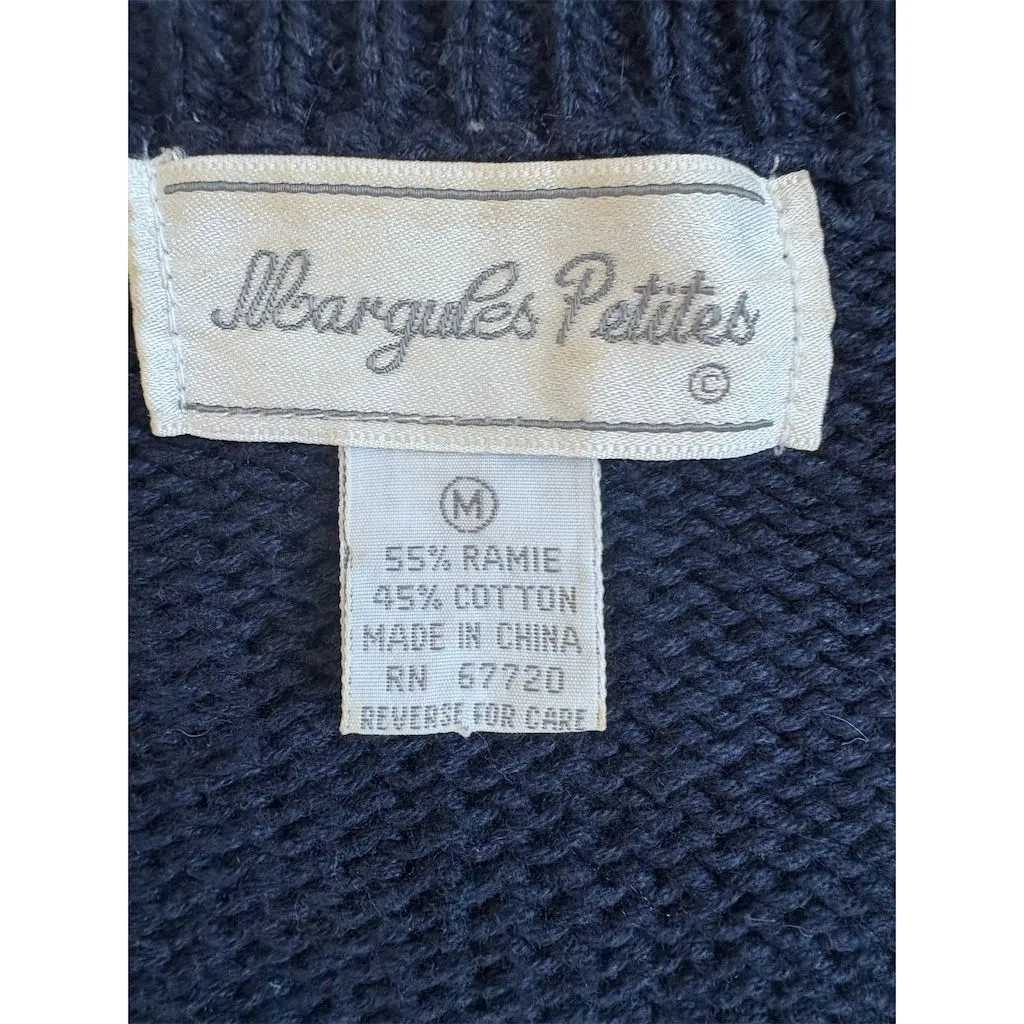 Margules Petites
©
M
55% RAMIE
45% COTTON
MADE IN CHINA
RN 67720
REVERSE FOR CARE